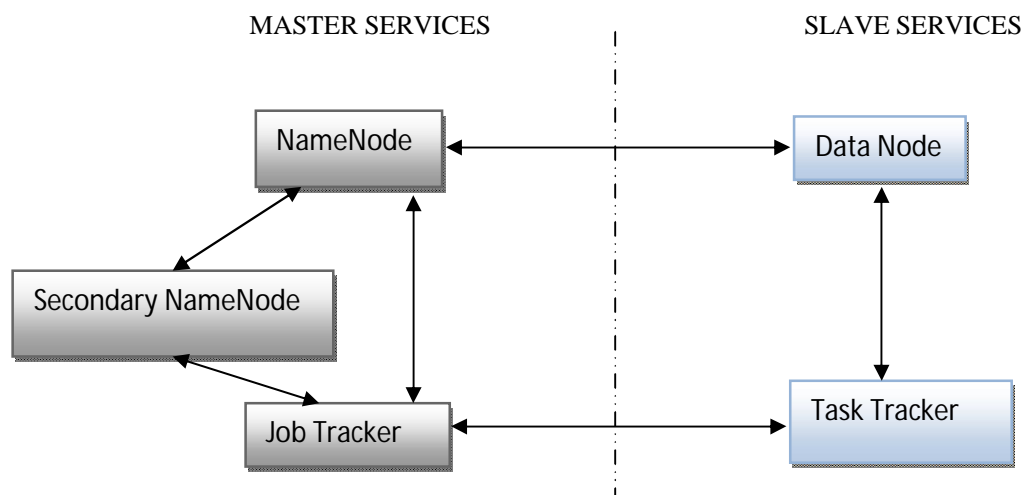 MASTER SERVICES
SLAVE SERVICES
NameNode
Data Node
Secondary NameNode
Job Tracker
Task Tracker